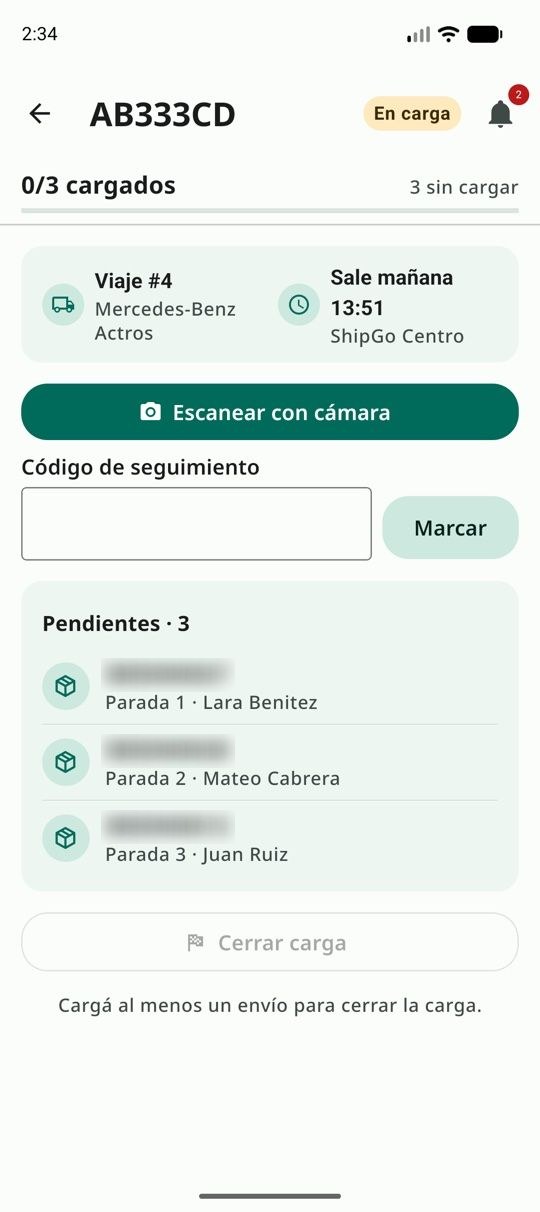 2:34
AB333CD
En carga
2
0/3 cargados
3 sin cargar
Viaje #4
Mercedes-Benz
Actros
Sale mañana
13:51
ShipGo Centro
Escanear con cámara
Código de seguimiento
Marcar
Pendientes · 3
Parada 1 · Lara Benitez
Parada 2 · Mateo Cabrera
Parada 3 · Juan Ruiz
Cerrar carga
Cargá al menos un envío para cerrar la carga.